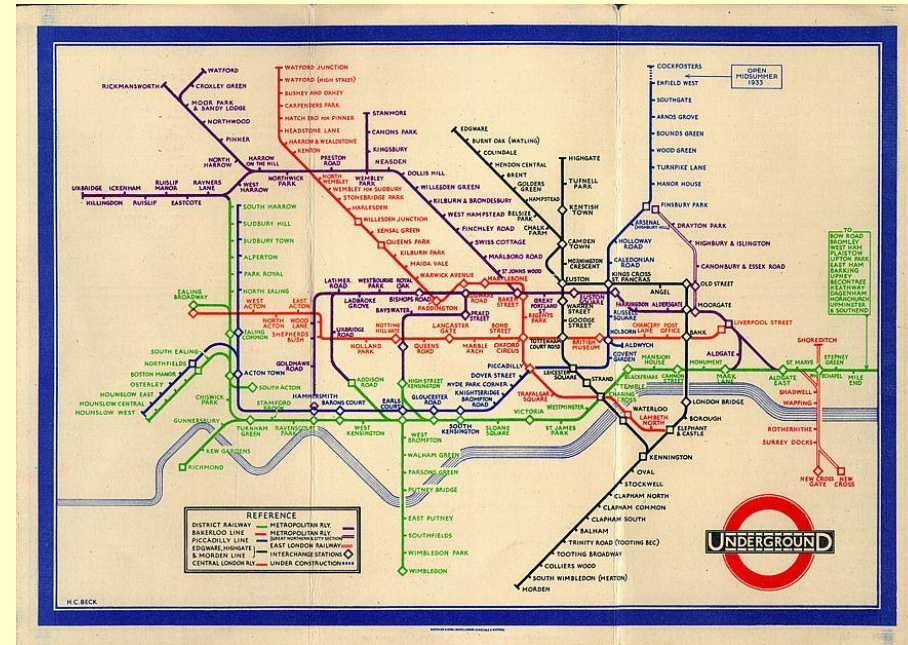 WATFORD
CROXLEY GREEN
RICKMANSWORTH
MOOR PARK
& SANDY LODGE
NORTHWOOD
PINNER
NORTH
HARROW
HARROW
ON THE HILL
WEST
HARROW
UXBRIDGE
ICKENHAM
RUISLIP
MANOR
RAYNERS
LANE
HILLINGDON
RUISLIP
EASTCOTE
NORTHWICK
PARK
PRESTON
ROAD
WEMBLEY
PARK
STANMORE
CANONS PARK
KINGSBURY
NEASDEN
DOLLIS HILL
WILLESDEN GREEN
KILBURN & BRONDESBURY
WEST HAMPSTEAD
FINCHLEY ROAD
SWISS COTTAGE
MARLBORO ROAD
ST. JOHNS WOOD
WATFORD JUNCTION
WATFORD (HIGH STREET)
BUSHEY AND OXHEY
CARPENDERS PARK
HATCH END FOR PINNER
HEADSTONE LANE
HARROW & WEALDSTONE
KENTON
NORTH
WEMBLEY
WEMBLEY FOR SUDBURY
STONEBRIDGE PARK
HARLESDEN
WILLESDEN JUNCTION
KENSAL GREEN
QUEENS PARK
KILBURN PARK
MAIDA VALE
WARWICK AVENUE
PADDINGTON
EDGWARE
ROAD
MARYLEBONE
BAKER
STREET
EDGWARE
BURNT OAK (WATLING)
COLINDALE
HENDON CENTRAL
BRENT
GOLDERS
GREEN
HAMPSTEAD
BELSIZE
PARK
CHALK
FARM
CAMDEN
TOWN
HIGHGATE
TUFNELL
PARK
KENTISH
TOWN
MORNINGTON
CRESCENT
EUSTON
COCKFOSTERS
ENFIELD WEST
SOUTHGATE
ARNOS GROVE
BOUNDS GREEN
WOOD GREEN
TURNPIKE LANE
MANOR HOUSE
OPEN
MIDSUMMER
1933
FINSBURY PARK
ARSENAL
(HIGHBURY HILL)
HOLLOWAY
ROAD
CALEDONIAN
ROAD
KINGS CROSS
ST. PANCRAS
DRAYTON PARK
HIGHBURY & ISLINGTON
CANONBURY & ESSEX ROAD
OLD STREET
MOORGATE
ANGEL
TO
BOW ROAD
BROMLEY
WEST HAM
PLAISTOW
UPTON PARK
EAST HAM
BARKING
UPNEY
BECONTREE
HEATHWAY
DAGENHAM
HORNCHURCH
UPMINSTER
& SOUTHEND
SOUTH HARROW
SUDBURY HILL
SUDBURY TOWN
ALPERTON
PARK ROYAL
NORTH EALING
EALING
BROADWAY
EALING
COMMON
WEST
ACTON
EAST
ACTON
NORTH
ACTON
WOOD
LANE
SHEPHERDS
BUSH
LATIMER
ROAD
LADBROKE
GROVE
WESTBOURNE
PARK
ROYAL
OAK
BISHOPS ROAD
BAYSWATER
PRAED
STREET
UXBRIDGE
ROAD
HOLLAND
PARK
NOTTING
HILL GATE
QUEENS
ROAD
LANCASTER
GATE
MARBLE
ARCH
BOND
STREET
OXFORD
CIRCUS
GREAT
PORTLAND
ST.
REGENTS
PARK
WARREN
STREET
GOODGE
STREET
TOTTENHAM
COURT ROAD
EUSTON
SQUARE
RUSSELL
SQUARE
BRITISH
MUSEUM
HOLBORN
ALDWYCH
COVENT
GARDEN
CHANCERY
LANE
POST
OFFICE
FARRINGDON
ALDERSGATE
BANK
LIVERPOOL STREET
ALDGATE
SOUTH EALING
NORTHFIELDS
BOSTON MANOR
OSTERLEY
HOUNSLOW EAST
HOUNSLOW CENTRAL
HOUNSLOW WEST
ACTON TOWN
SOUTH ACTON
CHISWICK
PARK
GUNNERSBURY
KEW GARDENS
RICHMOND
GOLDHAWK
ROAD
HAMMERSMITH
STAMFORD
BROOK
TURNHAM
GREEN
RAVENSCOURT
PARK
BARONS COURT
WEST
KENSINGTON
ADDISON
ROAD
HIGH STREET
KENSINGTON
EARLS
COURT
GLOUCESTER
ROAD
SOUTH
KENSINGTON
PICCADILLY
DOVER STREET
HYDE PARK CORNER
KNIGHTSBRIDGE
BROMPTON
ROAD
SLOANE
SQUARE
VICTORIA
ST. JAMES
PARK
WESTMINSTER
LEICESTER
SQUARE
STRAND
TRAFALGAR
SQUARE
CHARING
CROSS
TEMPLE
BLACKFRIARS
MANSION
HOUSE
CANNON
STREET
MONUMENT
MARK
LANE
ALDGATE
EAST
ST. MARYS
WHITECHAPEL
STEPNEY
GREEN
MILE
END
SHOREDITCH
SHADWELL
WAPPING
ROTHERHITHE
SURREY DOCKS
NEW CROSS
GATE
NEW
CROSS
LONDON BRIDGE
BOROUGH
WATERLOO
LAMBETH
NORTH
ELEPHANT
& CASTLE
KENNINGTON
OVAL
STOCKWELL
CLAPHAM NORTH
CLAPHAM COMMON
CLAPHAM SOUTH
BALHAM
TRINITY ROAD (TOOTING BEC)
TOOTING BROADWAY
COLLIERS WOOD
SOUTH WIMBLEDON (MERTON)
MORDEN
WEST
BROMPTON
WALHAM GREEN
PARSONS GREEN
PUTNEY BRIDGE
EAST PUTNEY
SOUTHFIELDS
WIMBLEDON PARK
WIMBLEDON
REFERENCE
DISTRICT RAILWAY
BAKERLOO LINE
PICCADILLY LINE
EDGWARE, HIGHGATE
& MORDEN LINE
CENTRAL LONDON RLY.
METROPOLITAN RLY.
METROPOLITAN RLY.
(GREAT NORTHERN & CITY SECTION)
EAST LONDON RAILWAY
INTERCHANGE STATIONS
UNDER CONSTRUCTION
UNDERGROUND
H.C. BECK